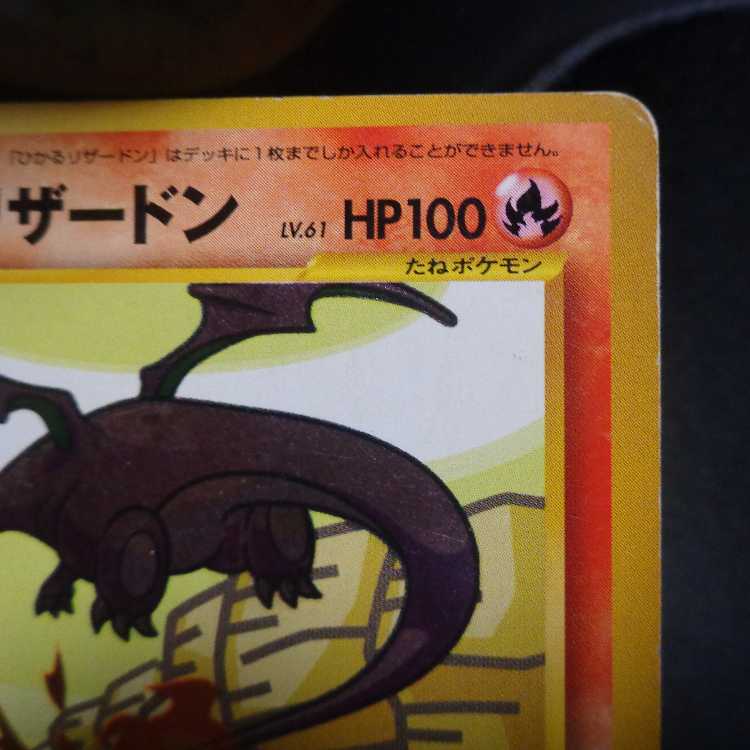 「ひかるリザードン」はデッキに1枚までしか入れることができません。
リザードン LV.61 HP100
たねポケモン